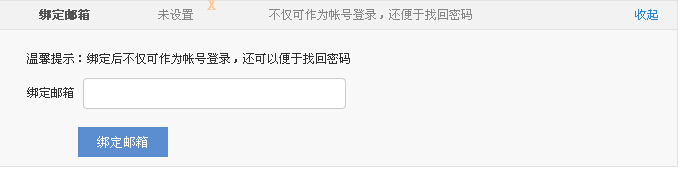 绑定邮箱 未设置 X 不仅可作为帐号登录，还便于找回密码 收起
温馨提示：绑定后不仅可作为帐号登录，还可以便于找回密码
绑定邮箱
绑定邮箱